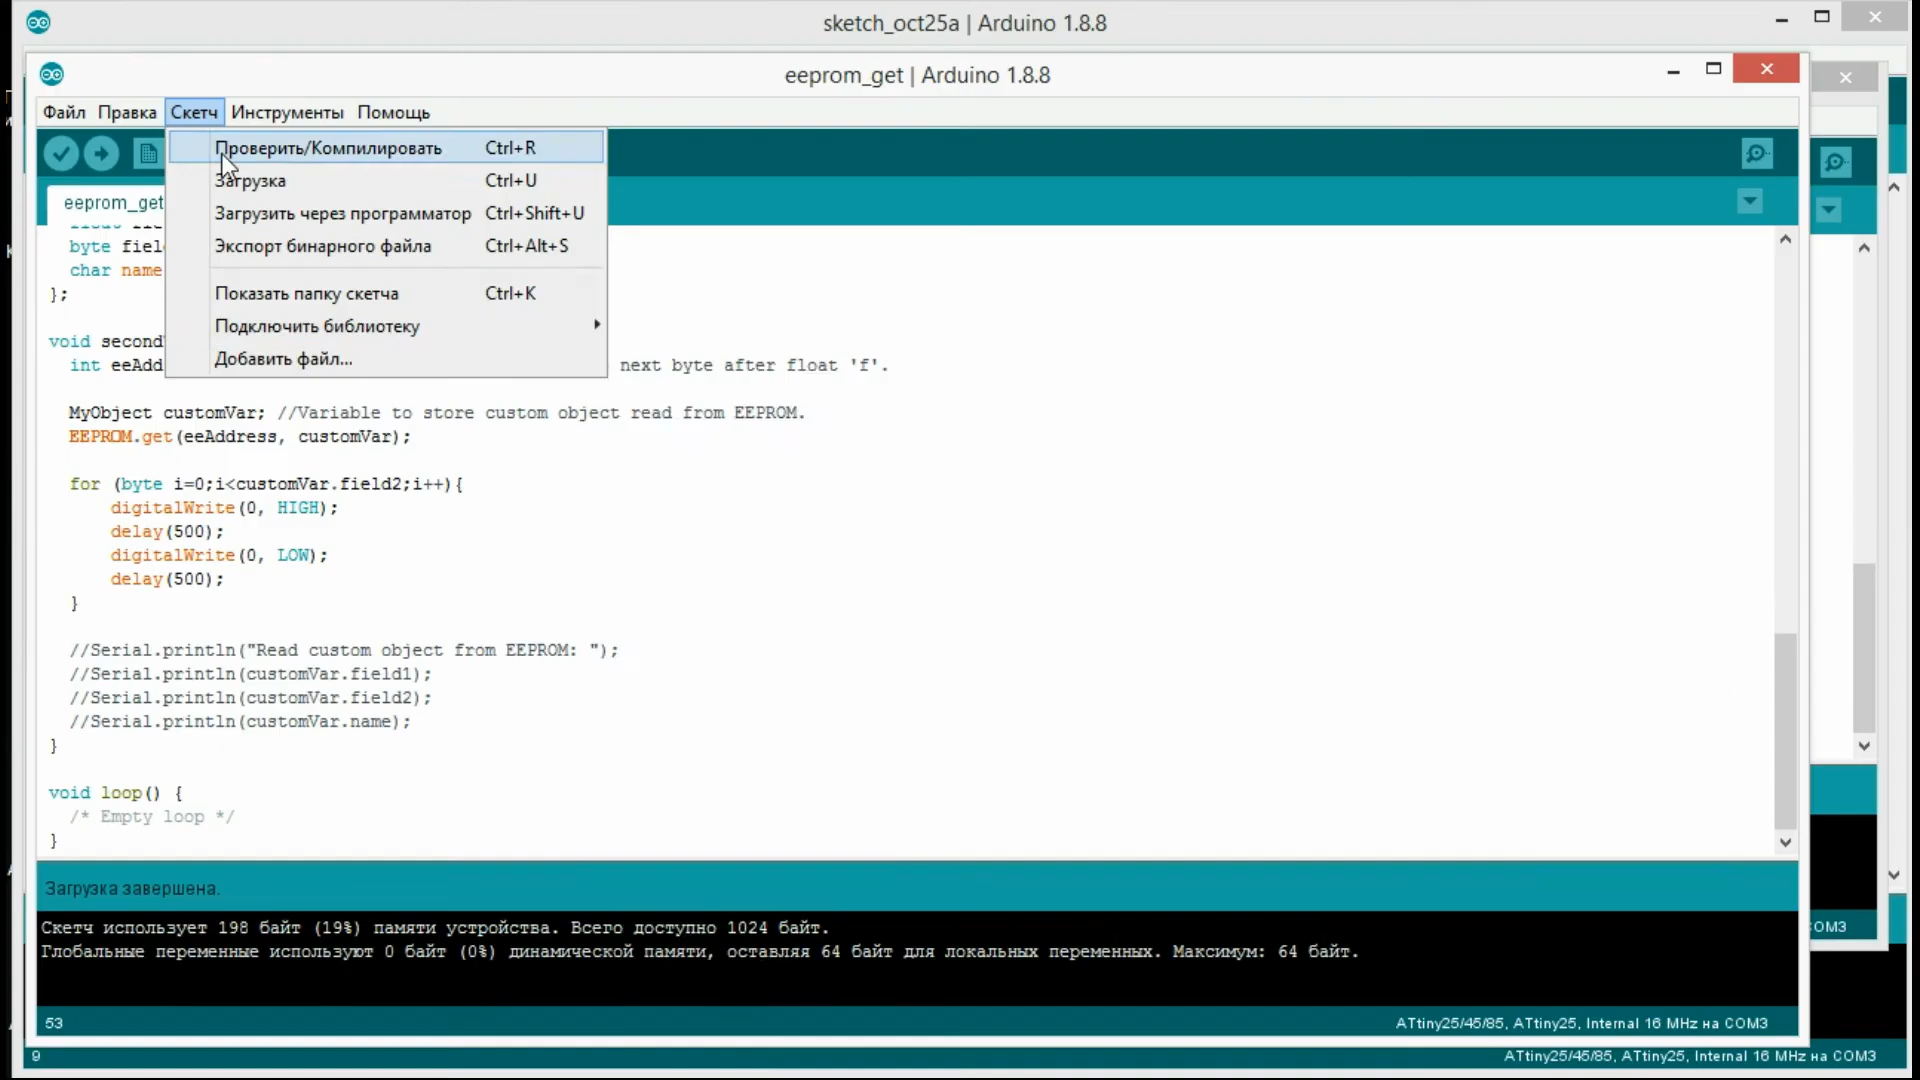 sketch_oct25a | Arduino 1.8.8
eeprom_get | Arduino 1.8.8
Файл Правка Скетч Инструменты Помощь
Проверить/Компилировать Ctrl+R
Загрузка Ctrl+U
Загрузить через программатор Ctrl+Shift+U
Экспорт бинарного файла Ctrl+Alt+S
Показать папку скетча Ctrl+K
Подключить библиотеку
Добавить файл...
eeprom_get
byte fiel
char name
};
void second
int eeAdd next byte after float 'f'.
MyObject customVar; //Variable to store custom object read from EEPROM.
EEPROM.get(eeAddress, customVar);
for (byte i=0;i<customVar.field2;i++){
digitalWrite(0, HIGH);
delay(500);
digitalWrite(0, LOW);
delay(500);
}
//Serial.println("Read custom object from EEPROM: ");
//Serial.println(customVar.field1);
//Serial.println(customVar.field2);
//Serial.println(customVar.name);
}
void loop() {
/* Empty loop */
}
Загрузка завершена.
Скетч использует 198 байт (19%) памяти устройства. Всего доступно 1024 байт.
Глобальные переменные используют 0 байт (0%) динамической памяти, оставляя 64 байт для локальных переменных. Максимум: 64 байт.
OM3
53 ATtiny25/45/85, ATtiny25, Internal 16 MHz на COM3
9 ATtiny25/45/85, ATtiny25, Internal 16 MHz на COM3